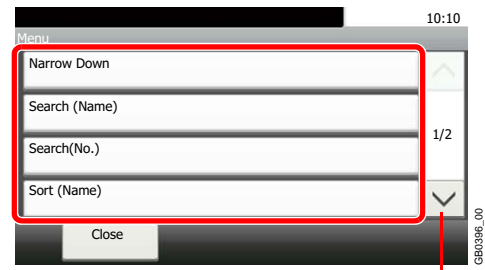 10:10
Menu
Narrow Down
Search (Name)
1/2
Search(No.)
Sort (Name)
Close
GB0396_00